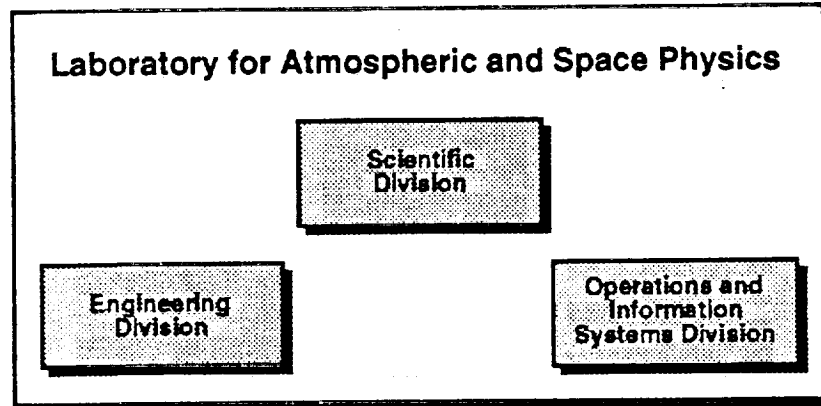 Laboratory for Atmospheric and Space Physics
Scientific
Division
Engineering
Division
Operations and
Information
Systems Division